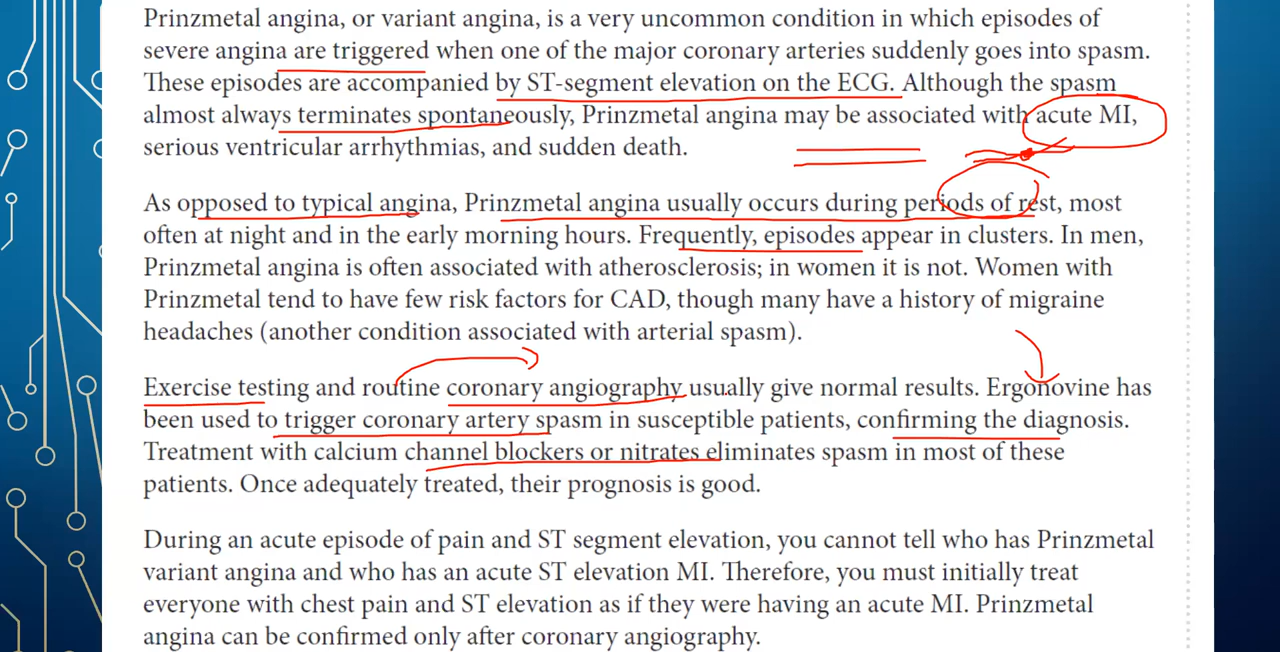 Prinzmetal angina, or variant angina, is a very uncommon condition in which episodes of
severe angina are triggered when one of the major coronary arteries suddenly goes into spasm.
These episodes are accompanied by ST-segment elevation on the ECG. Although the spasm
almost always terminates spontaneously, Prinzmetal angina may be associated with acute MI,
serious ventricular arrhythmias, and sudden death.
As opposed to typical angina, Prinzmetal angina usually occurs during periods of rest, most
often at night and in the early morning hours. Frequently, episodes appear in clusters. In men,
Prinzmetal angina is often associated with atherosclerosis; in women it is not. Women with
Prinzmetal tend to have few risk factors for CAD, though many have a history of migraine
headaches (another condition associated with arterial spasm).
Exercise testing and routine coronary angiography usually give normal results. Ergonovine has
been used to trigger coronary artery spasm in susceptible patients, confirming the diagnosis.
Treatment with calcium channel blockers or nitrates eliminates spasm in most of these
patients. Once adequately treated, their prognosis is good.
During an acute episode of pain and ST segment elevation, you cannot tell who has Prinzmetal
variant angina and who has an acute ST elevation MI. Therefore, you must initially treat
everyone with chest pain and ST elevation as if they were having an acute MI. Prinzmetal
angina can be confirmed only after coronary angiography.